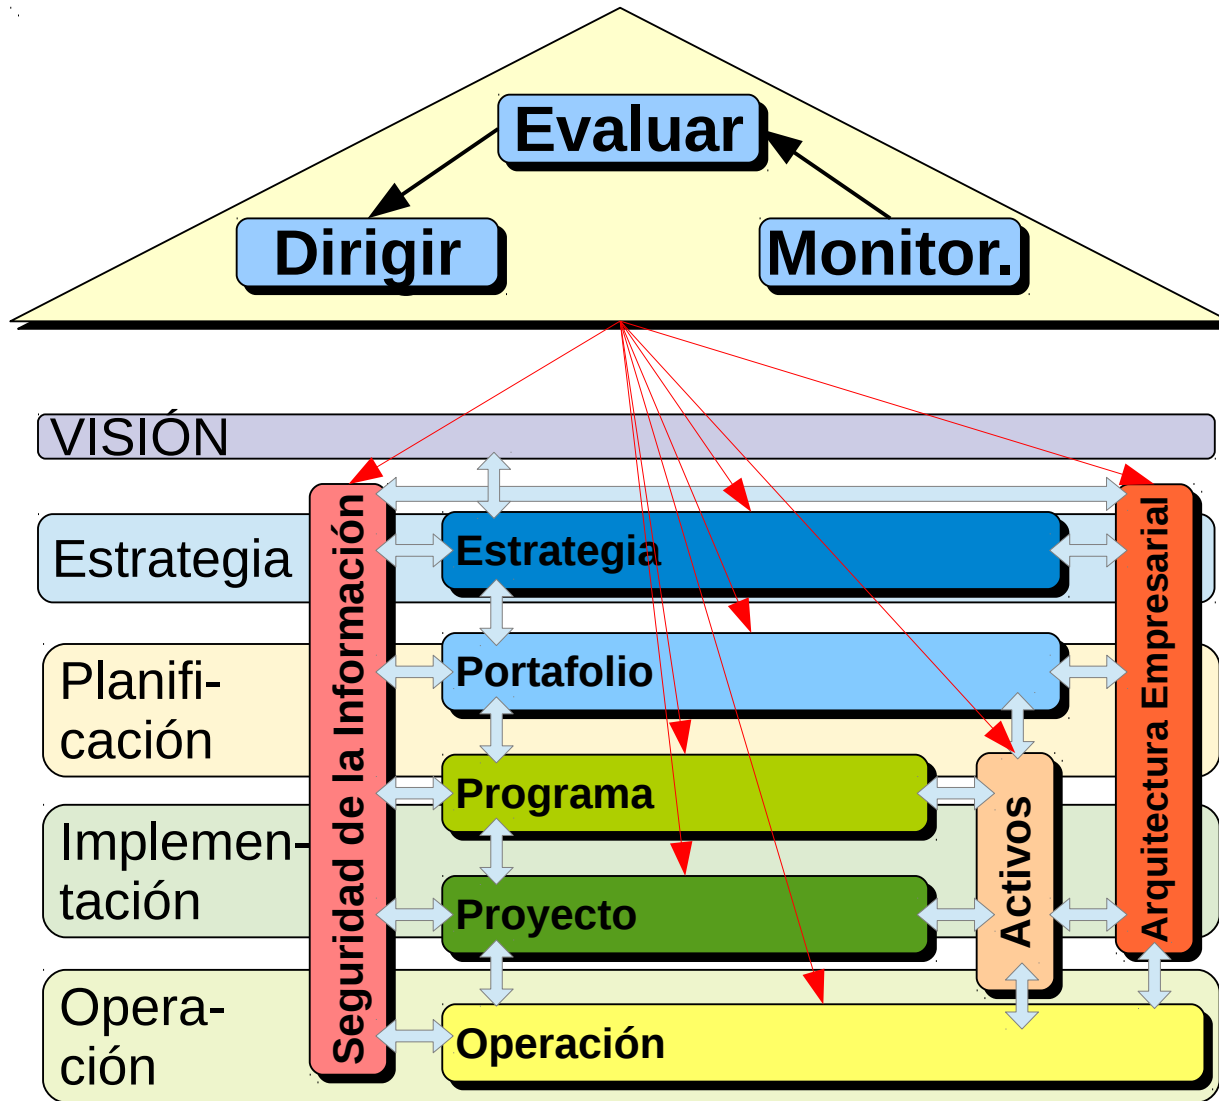 Evaluar
Dirigir
Monitor.
VISIÓN
Estrategia
Estrategia
Planifi-
cación
Portafolio
Programa
Implemen-
tación
Proyecto
Opera-
ción
Operación
Seguridad de la Información
Activos
Arquitectura Empresarial